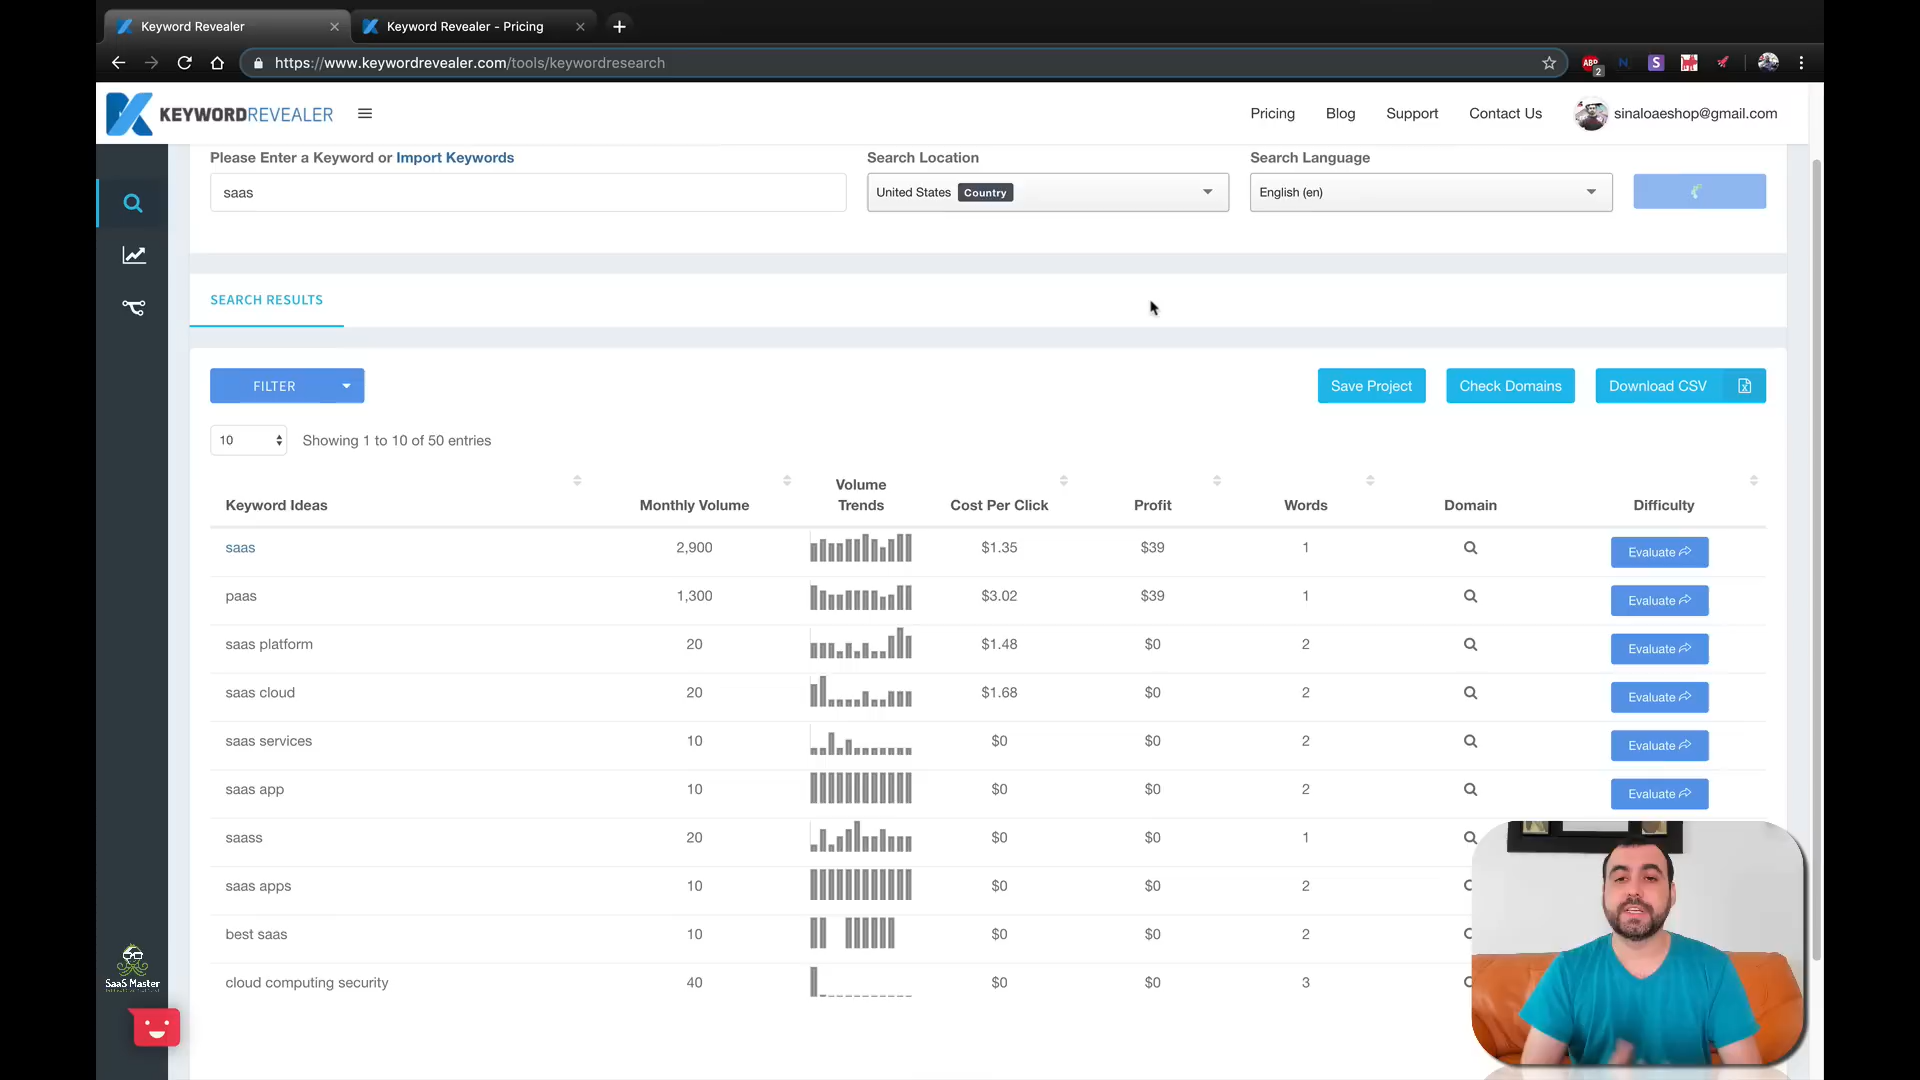 Keyword Revealer
Keyword Revealer - Pricing
https://www.keywordrevealer.com/tools/keywordresearch
ABP
2
N
S
KEYWORDREVEALER
Pricing
Blog
Support
Contact Us
sinaloaeshop@gmail.com
Please Enter a Keyword or Import Keywords
Search Location
Search Language
saas
United States Country
English (en)
SEARCH RESULTS
FILTER
Save Project
Check Domains
Download CSV
10
Showing 1 to 10 of 50 entries
Keyword Ideas
Monthly Volume
Volume
Trends
Cost Per Click
Profit
Words
Domain
Difficulty
saas 2,900 $1.35 $39 1 Evaluate
paas 1,300 $3.02 $39 1 Evaluate
saas platform 20 $1.48 $0 2 Evaluate
saas cloud 20 $1.68 $0 2 Evaluate
saas services 10 $0 $0 2 Evaluate
saas app 10 $0 $0 2 Evaluate
saass 20 $0 $0 1
saas apps 10 $0 $0 2
best saas 10 $0 $0 2
cloud computing security 40 $0 $0 3
SaaS Master